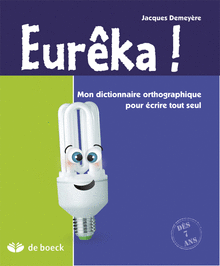 Jacques Demeyère
Eurêka !
Mon dictionnaire orthographique
pour écrire tout seul
DÈS
7
ANS
de boeck